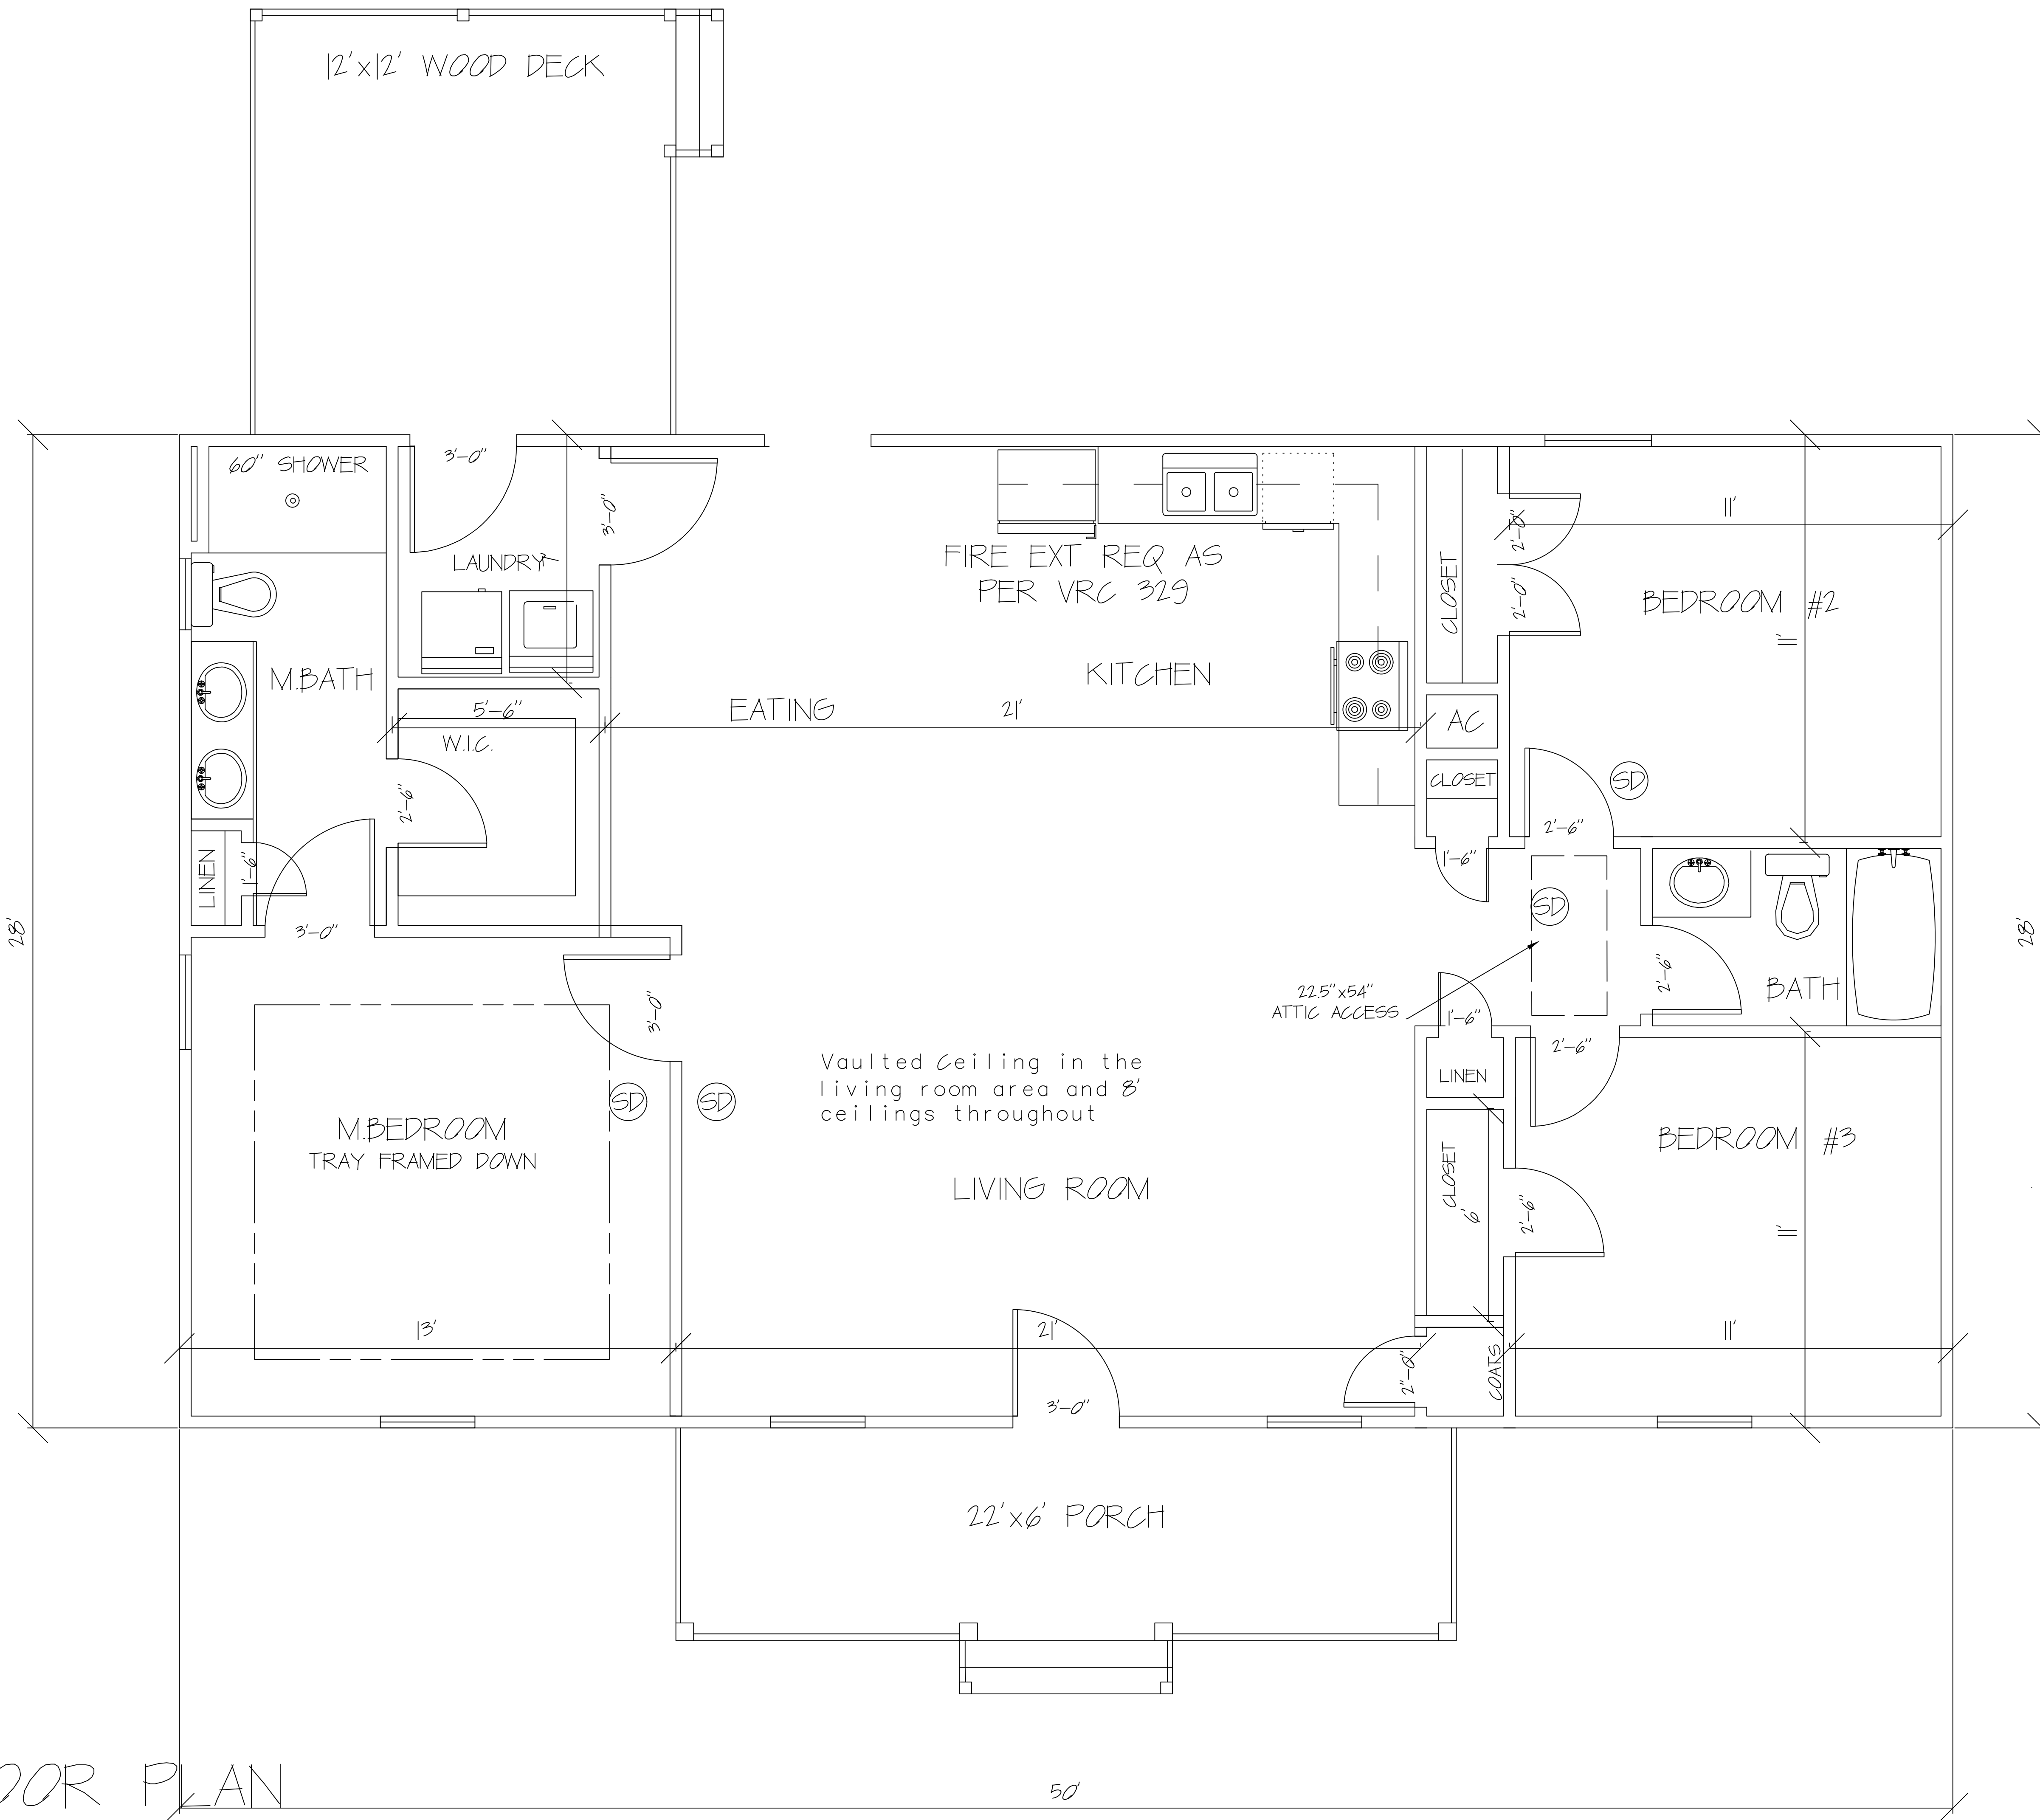 12'x12' WOOD DECK
60" SHOWER
3'-0"
3'-0"
LAUNDRY
7'
FIRE EXT REQ AS
PER VRC 329
CLOSET
2'-0"
2'-0"
11'
BEDROOM #2
11'
M.BATH
KITCHEN
5'-6"
EATING
21'
W.I.C.
AC
CLOSET
SD
2'-6"
2'-6"
1'-6"
LINEN
1'-6"
3'-0"
28'
28'
SD
2'-6"
BATH
22.5"x54"
ATTIC ACCESS
3'-0"
1'-6"
2'-6"
Vaulted Ceiling in the
living room area and 8'
ceilings throughout
LINEN
SD
SD
M.BEDROOM
TRAY FRAMED DOWN
BEDROOM #3
CLOSET
6'
LIVING ROOM
2'-6"
11'
13'
21'
11'
2"-0"
COATS
3'-0"
22'x6' PORCH
OOR PLAN
50'